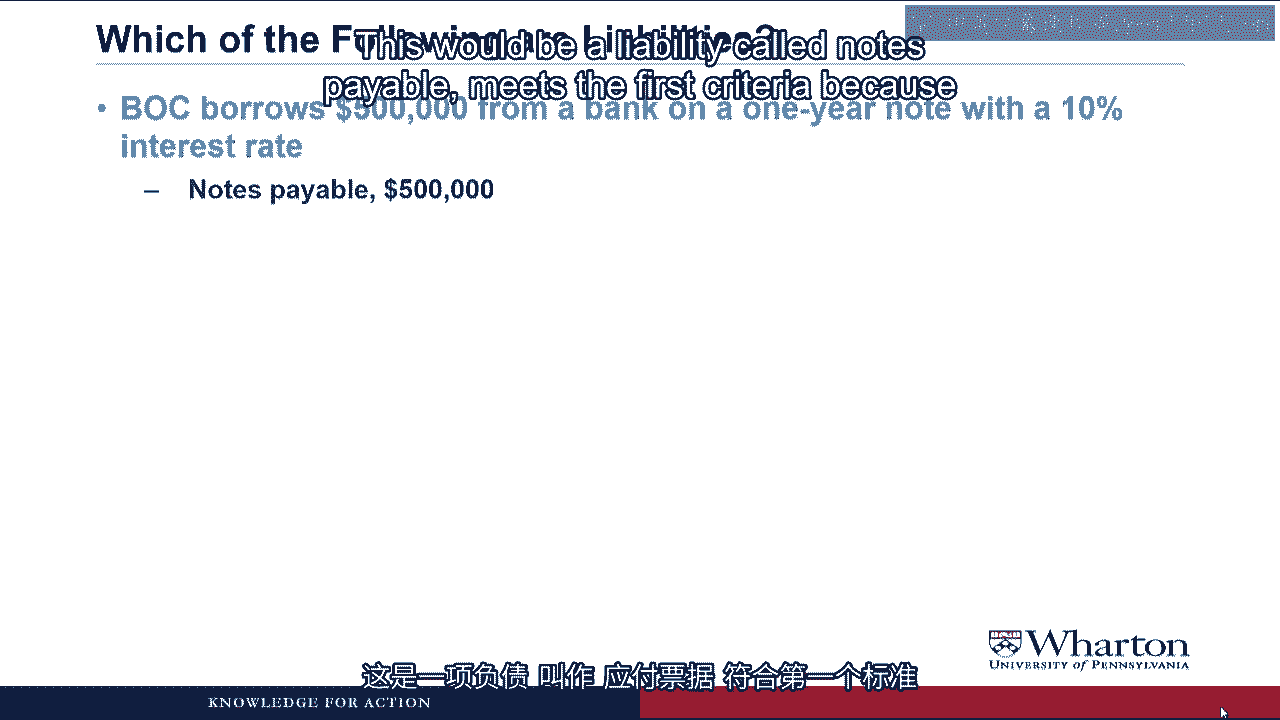 Which of the Following are Liabilities?
This would be a liability called notes
payable, meets the first criteria because
• BOC borrows $500,000 from a bank on a one-year note with a 10%
interest rate
– Notes payable, $500,000
Wharton
UNIVERSITY of PENNSYLVANIA
这是一项负债 叫作 应付票据 符合第一个标准
KNOWLEDGE FOR ACTION